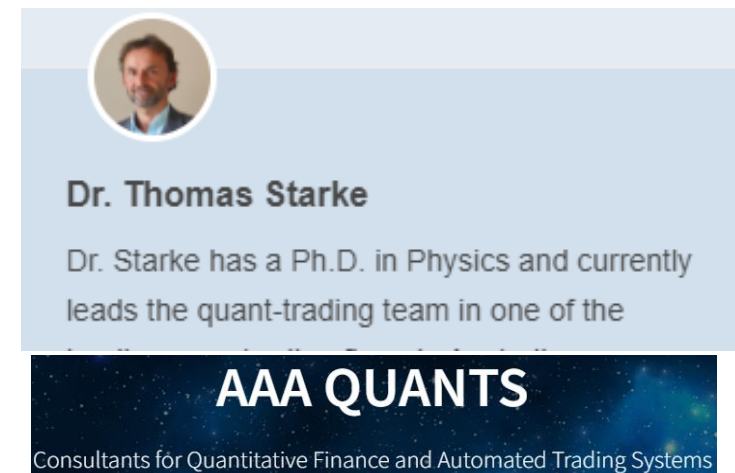 Dr. Thomas Starke
Dr. Starke has a Ph.D. in Physics and currently
leads the quant-trading team in one of the
AAA QUANTS
Consultants for Quantitative Finance and Automated Trading Systems